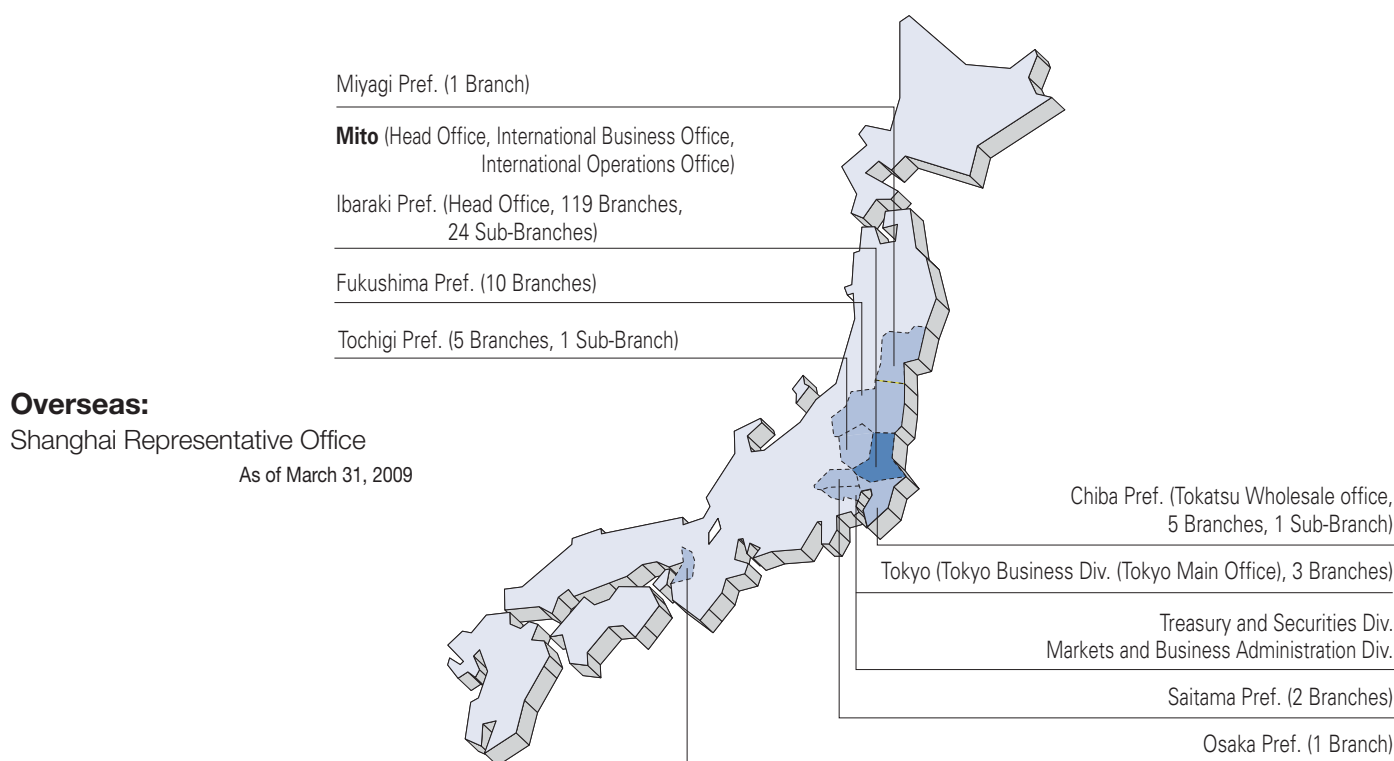 Miyagi Pref. (1 Branch)
Mito (Head Office, International Business Office,
International Operations Office)
Ibaraki Pref. (Head Office, 119 Branches,
24 Sub-Branches)
Fukushima Pref. (10 Branches)
Tochigi Pref. (5 Branches, 1 Sub-Branch)
Overseas:
Shanghai Representative Office
As of March 31, 2009
Chiba Pref. (Tokatsu Wholesale office,
5 Branches, 1 Sub-Branch)
Tokyo (Tokyo Business Div. (Tokyo Main Office), 3 Branches)
Treasury and Securities Div.
Markets and Business Administration Div.
Saitama Pref. (2 Branches)
Osaka Pref. (1 Branch)